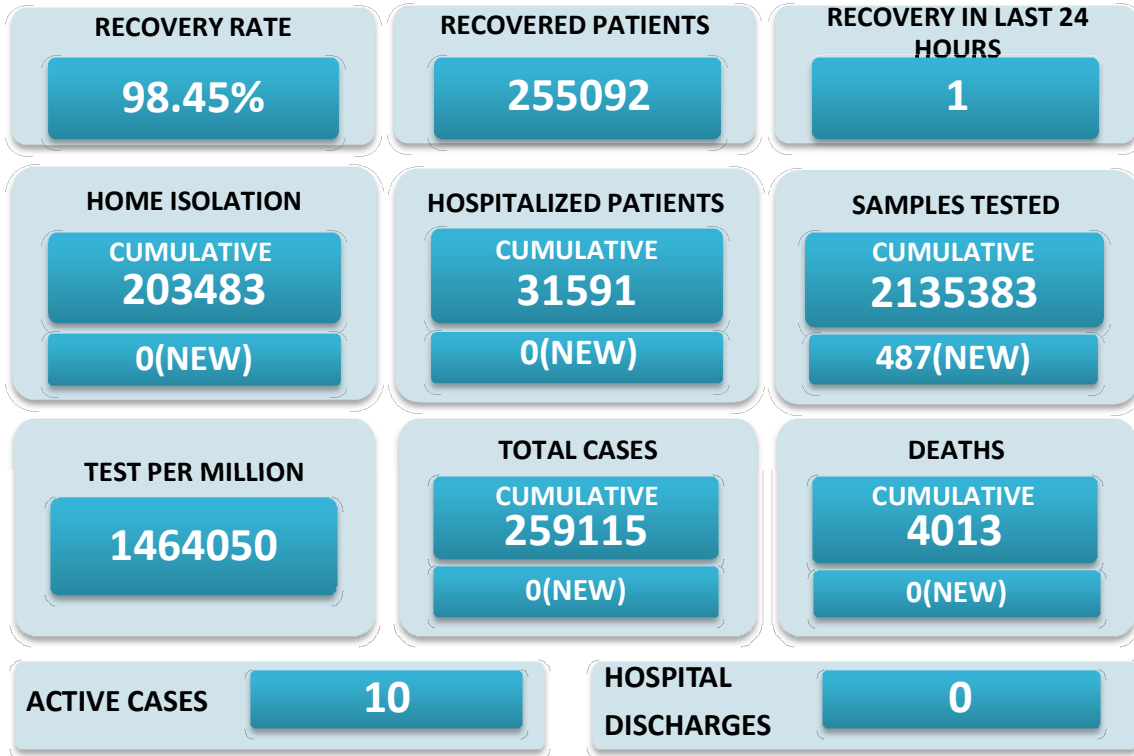 RECOVERY RATE
98.45%
RECOVERED PATIENTS
255092
RECOVERY IN LAST 24
HOURS
1
HOME ISOLATION
CUMULATIVE
203483
0(NEW)
HOSPITALIZED PATIENTS
CUMULATIVE
31591
0(NEW)
SAMPLES TESTED
CUMULATIVE
2135383
487(NEW)
TEST PER MILLION
1464050
TOTAL CASES
CUMULATIVE
259115
0(NEW)
DEATHS
CUMULATIVE
4013
0(NEW)
ACTIVE CASES
10
HOSPITAL
DISCHARGES
0